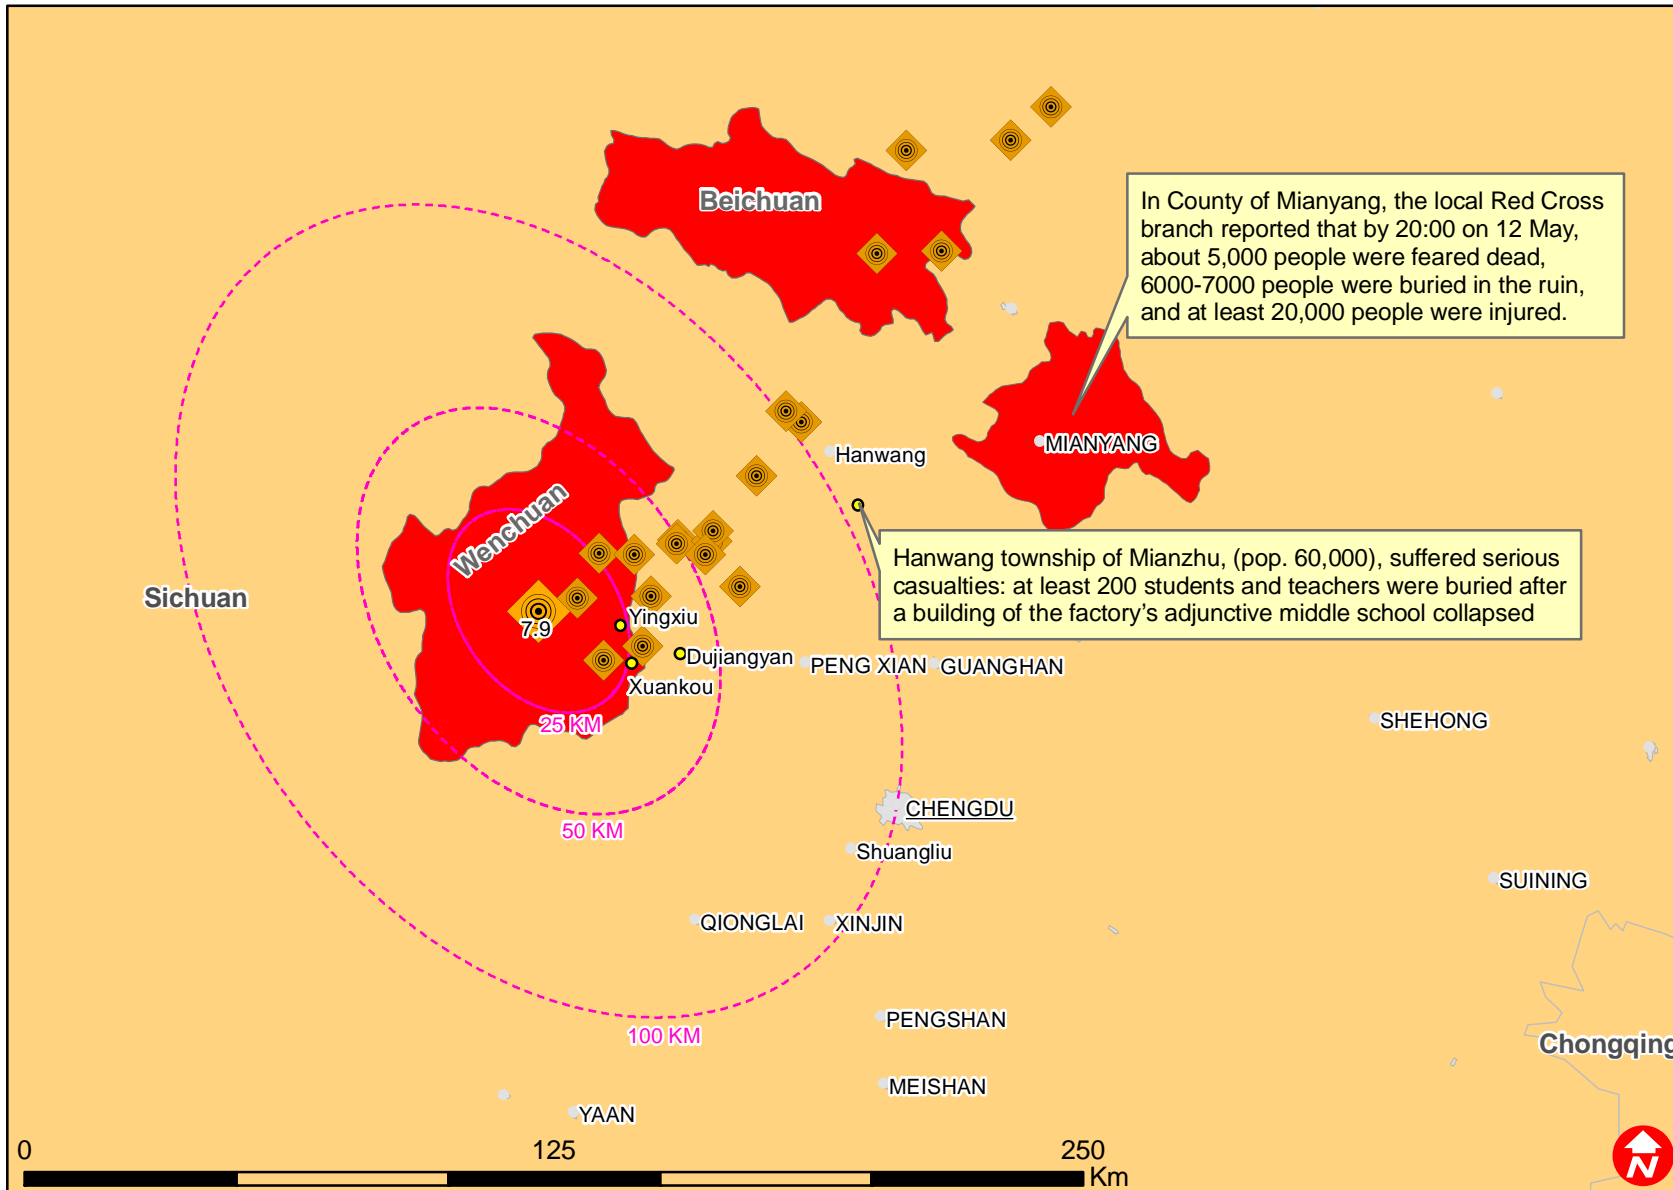 Beichuan
In County of Mianyang, the local Red Cross
branch reported that by 20:00 on 12 May,
about 5,000 people were feared dead,
6000-7000 people were buried in the ruin,
and at least 20,000 people were injured.
MIANYANG
Hanwang
Wenchuan
Hanwang township of Mianzhu, (pop. 60,000), suffered serious
casualties: at least 200 students and teachers were buried after
a building of the factory’s adjunctive middle school collapsed
Sichuan
7.9
Yingxiu
Dujiangyan
Xuankou
PENG XIAN
GUANGHAN
25 KM
SHEHONG
50 KM
CHENGDU
Shuangliu
SUINING
QIONGLAI
XINJIN
100 KM
PENGSHAN
Chongqing
MEISHAN
YAAN
0
125
250
Km
N